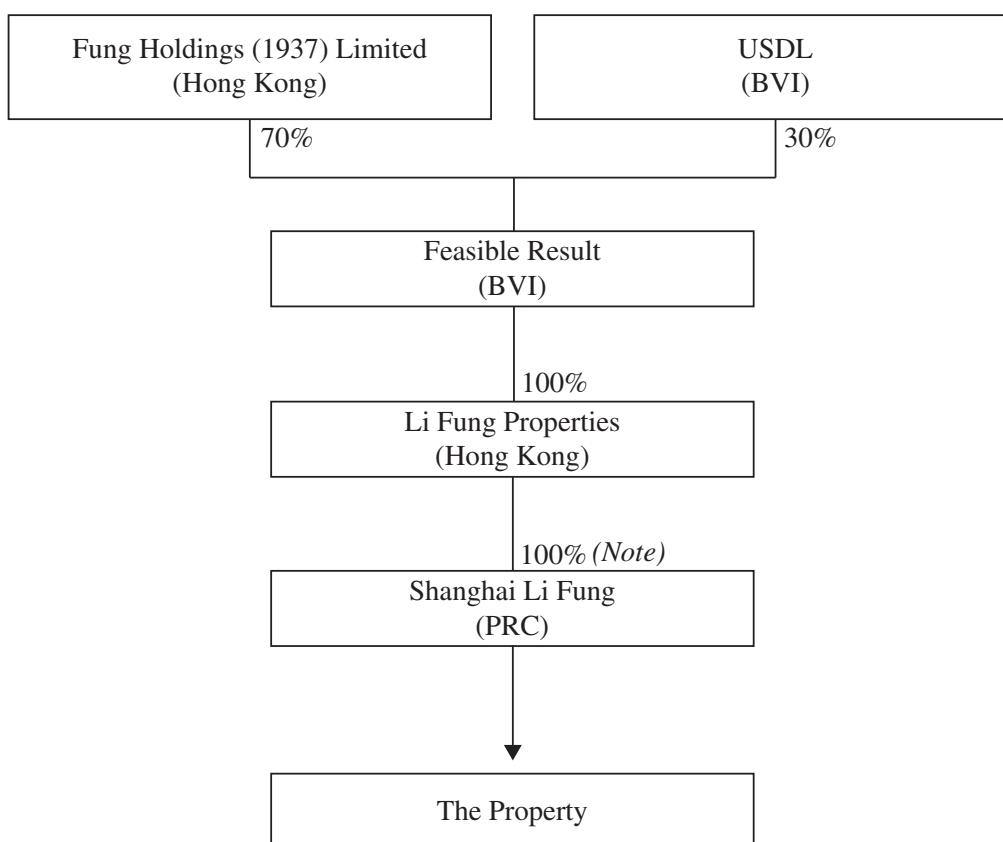 Fung Holdings (1937) Limited
(Hong Kong)
USDL
(BVI)
70%
30%
Feasible Result
(BVI)
100%
Li Fung Properties
(Hong Kong)
100% (Note)
Shanghai Li Fung
(PRC)
The Property